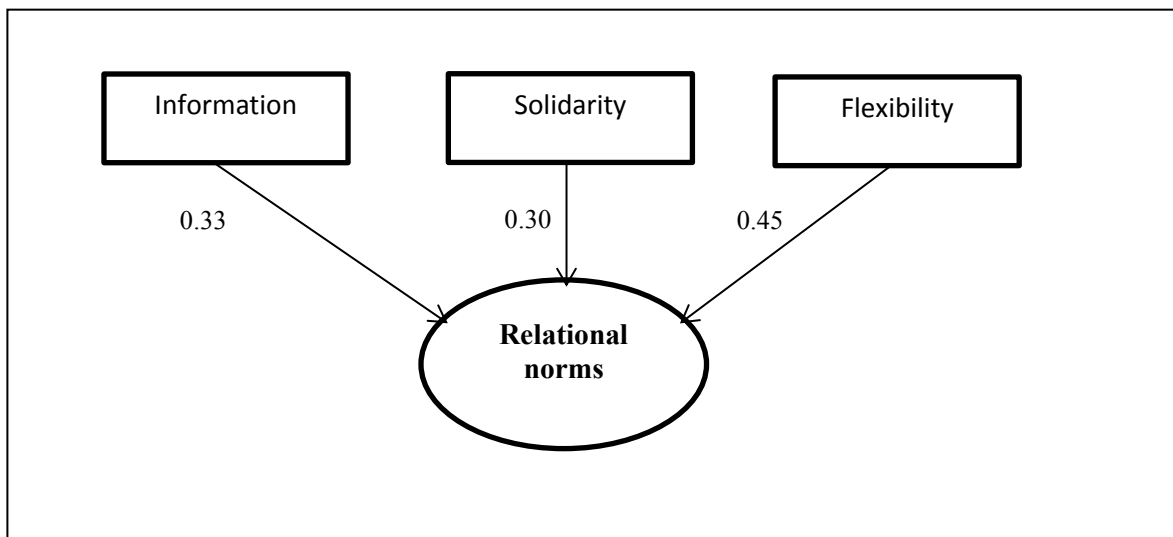 Information
Solidarity
Flexibility
0.33
0.30
0.45
Relational
norms